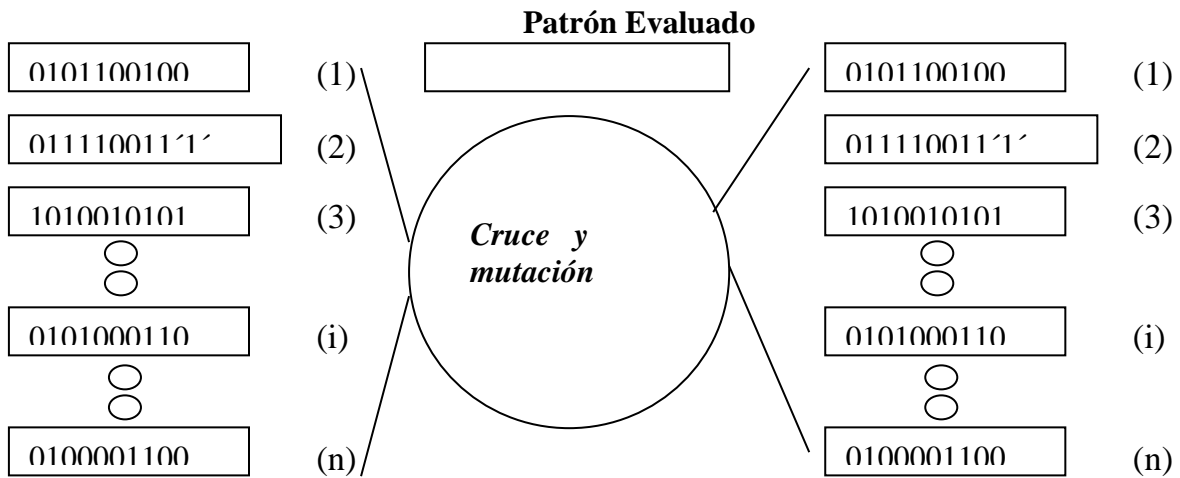 Patrón Evaluado
0101100100 (1) 0101100100 (1)
011110011´1´ (2) 011110011´1´ (2)
1010010101 (3) 1010010101 (3)
Cruce y
mutación
0101000110 (i) 0101000110 (i)
0100001100 (n) 0100001100 (n)